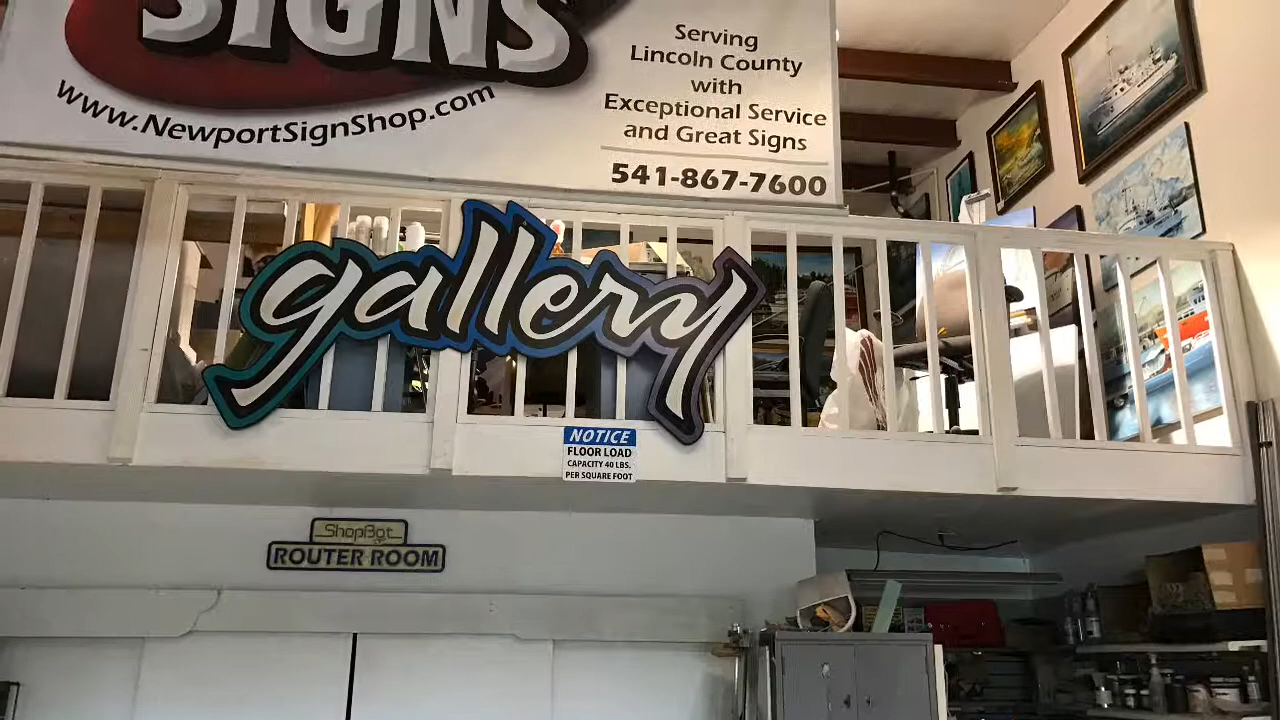 SIGNS
www.NewportSignShop.com
Serving
Lincoln County
with
Exceptional Service
and Great Signs
541-867-7600
gallery
NOTICE
FLOOR LOAD
CAPACITY 40 LBS.
PER SQUARE FOOT
ShopBot
ROUTER ROOM